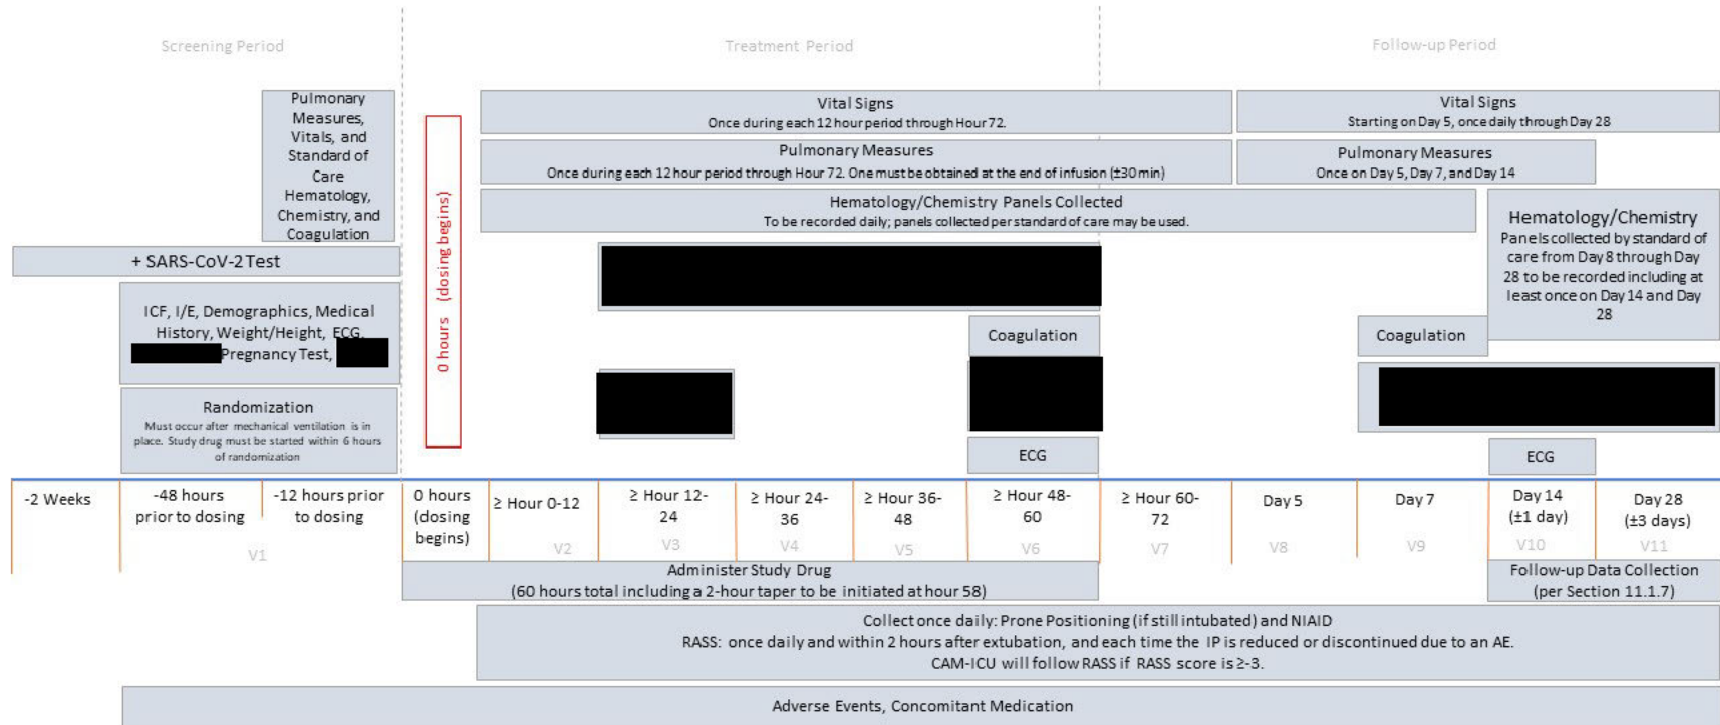 Screening Period
Treatment Period
Follow-up Period
Pulmonary
Measures,
Vitals, and
Standard of
Care
Hematology,
Chemistry, and
Coagulation
+ SARS-CoV-2 Test
ICF, I/E, Demographics, Medical
History, Weight/Height, ECG,
Pregnancy Test,
Randomization
Must occur after mechanical ventilation is in
place. Study drug must be started within 6 hours
of randomization
0 hours (dosing begins)
Vital Signs
Once during each 12 hour period through Hour 72.
Pulmonary Measures
Once during each 12 hour period through Hour 72. One must be obtained at the end of infusion (±30 min)
Hematology/Chemistry Panels Collected
To be recorded daily; panels collected per standard of care may be used.
Coagulation
ECG
Vital Signs
Starting on Day 5, once daily through Day 28
Pulmonary Measures
Once on Day 5, Day 7, and Day 14
Hematology/Chemistry
Panels collected by standard of
care from Day 8 through Day
28 to be recorded including at
least once on Day 14 and Day
28
Coagulation
ECG
-2 Weeks
-48 hours
prior to dosing
-12 hours prior
to dosing
V1
0 hours
(dosing
begins)
≥ Hour 0-12
V2
≥ Hour 12-
24
V3
≥ Hour 24-
36
V4
≥ Hour 36-
48
V5
≥ Hour 48-
60
V6
≥ Hour 60-
72
V7
Day 5
V8
Day 7
V9
Day 14
(±1 day)
V10
Day 28
(±3 days)
V11
Administer Study Drug
(60 hours total including a 2-hour taper to be initiated at hour 58)
Follow-up Data Collection
(per Section 11.1.7)
Collect once daily: Prone Positioning (if still intubated) and NIAID
RASS: once daily and within 2 hours after extubation, and each time the IP is reduced or discontinued due to an AE.
CAM-ICU will follow RASS if RASS score is ≥-3.
Adverse Events, Concomitant Medication